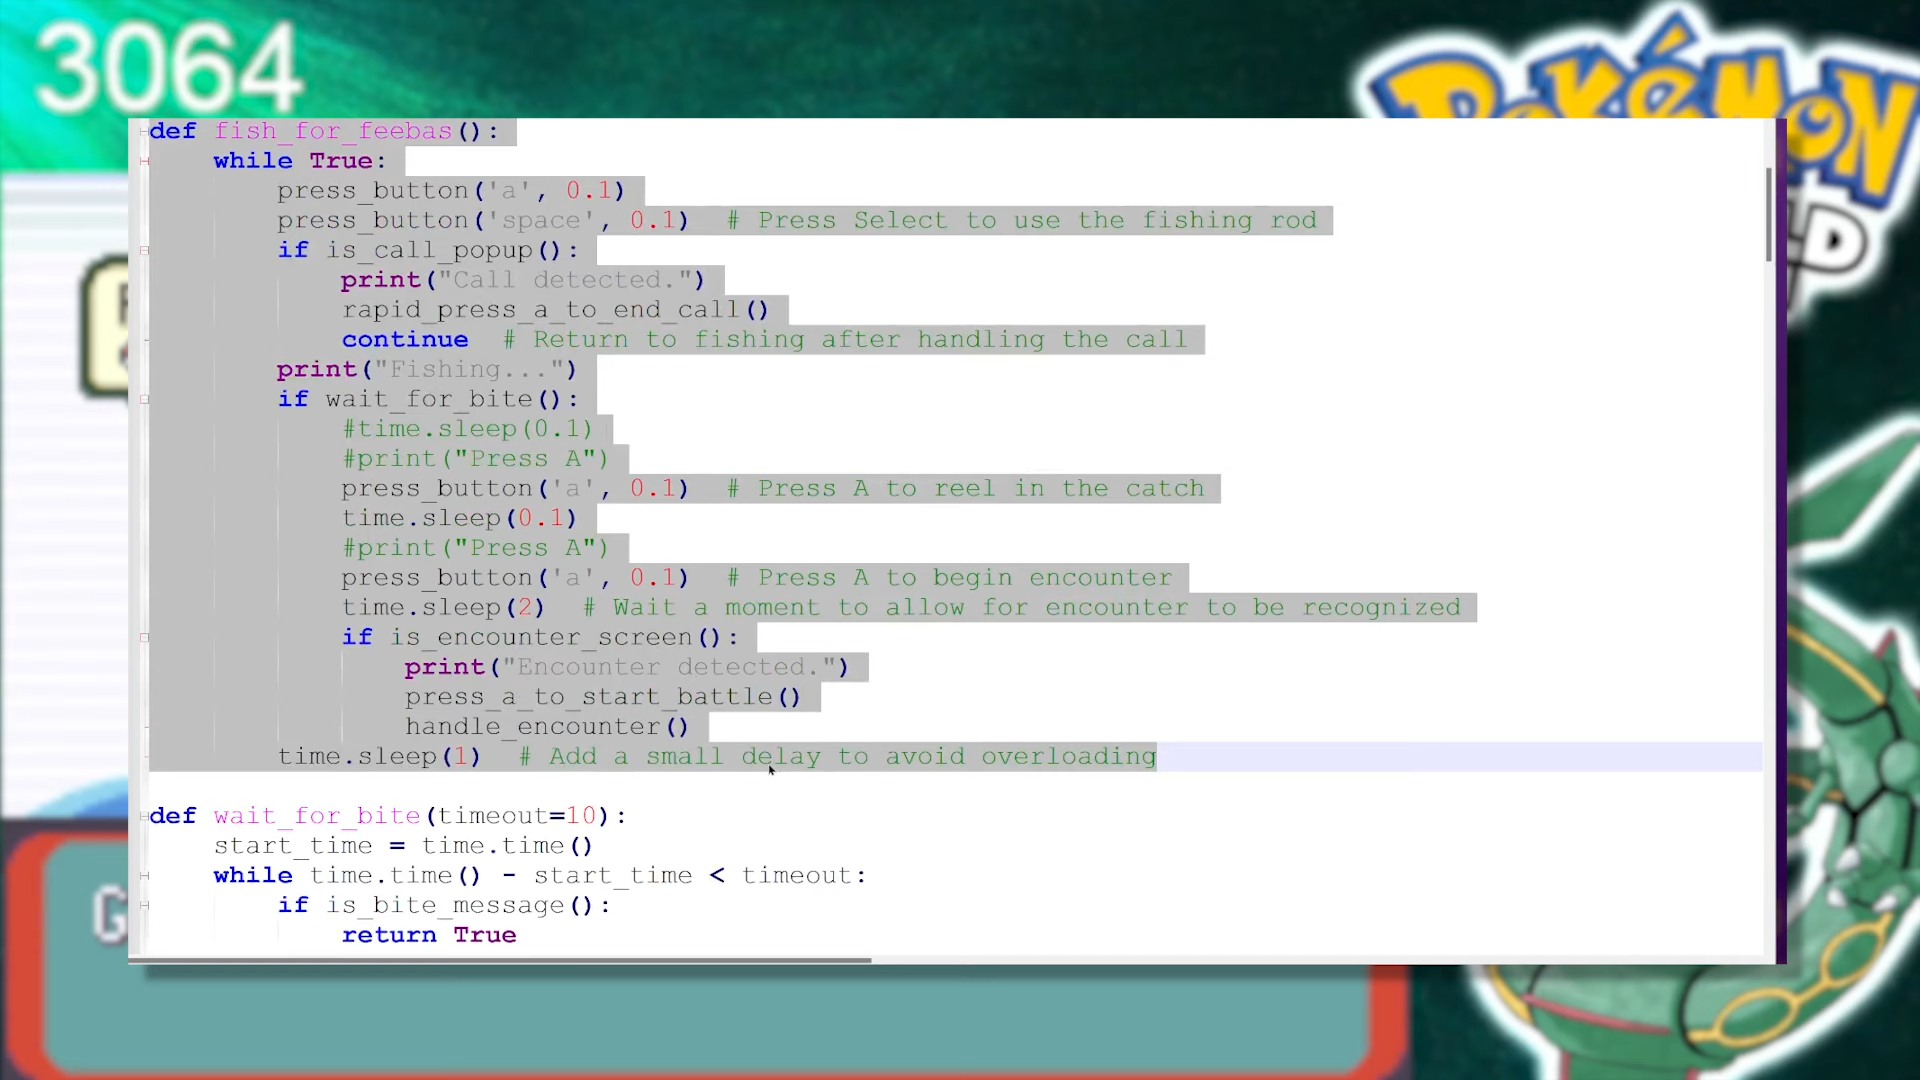 3064
Pokémon
LD
def fish_for_feebas():
    while True:
        press_button('a', 0.1)
        press_button('space', 0.1)  # Press Select to use the fishing rod
        if is_call_popup():
            print("Call detected.")
            rapid_press_a_to_end_call()
            continue  # Return to fishing after handling the call
        print("Fishing...")
        if wait_for_bite():
            #time.sleep(0.1)
            #print("Press A")
            press_button('a', 0.1)  # Press A to reel in the catch
            time.sleep(0.1)
            #print("Press A")
            press_button('a', 0.1)  # Press A to begin encounter
            time.sleep(2)  # Wait a moment to allow for encounter to be recognized
            if is_encounter_screen():
                print("Encounter detected.")
                press_a_to_start_battle()
                handle_encounter()
        time.sleep(1)  # Add a small delay to avoid overloading
def wait_for_bite(timeout=10):
    start_time = time.time()
    while time.time() - start_time < timeout:
        if is_bite_message():
            return True
G